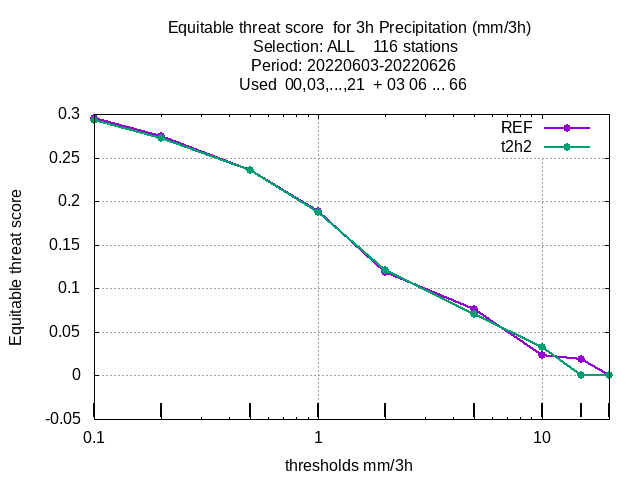 Equitable threat score  for 3h Precipitation (mm/3h)
Selection: ALL    116 stations
Period: 20220603-20220626
Used  00,03,...,21  + 03 06 ... 66
REF
t2h2
0.3
0.25
0.2
0.15
0.1
0.05
0
-0.05
Equitable threat score
0.1
1
10
thresholds mm/3h